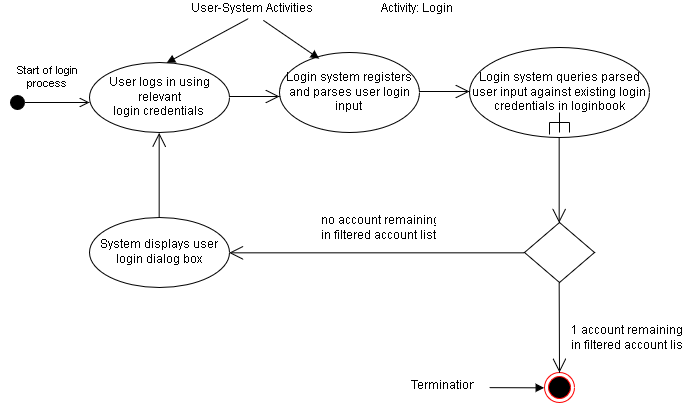 User-System Activities
Activity: Login
Start of login
process
User logs in using
relevant
login credentials
Login system registers
and parses user login
input
Login system queries parsed
user input against existing login
credentials in loginbook
no account remaining
in filtered account list
System displays user
login dialog box
1 account remaining
in filtered account lis
Termination